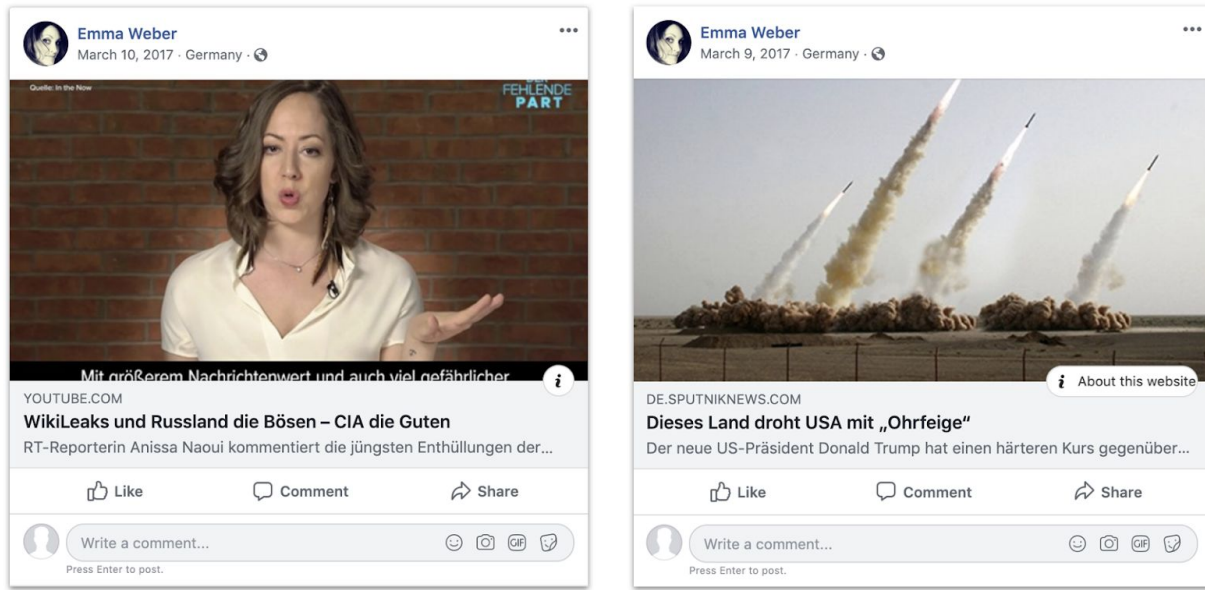 Emma Weber
March 10, 2017 · Germany ·
Quelle: In the Now
DER
FEHLENDE
PART
Mit größerem Nachrichtenwert und auch viel gefährlicher
YOUTUBE.COM
WikiLeaks und Russland die Bösen – CIA die Guten
RT-Reporterin Anissa Naoui kommentiert die jüngsten Enthüllungen der...
Like
Comment
Share
Write a comment...
GIF
Press Enter to post.
Emma Weber
March 9, 2017 · Germany ·
i About this website
DE.SPUTNIKNEWS.COM
Dieses Land droht USA mit „Ohrfeige“
Der neue US-Präsident Donald Trump hat einen härteren Kurs gegenüber...
Like
Comment
Share
Write a comment...
GIF
Press Enter to post.